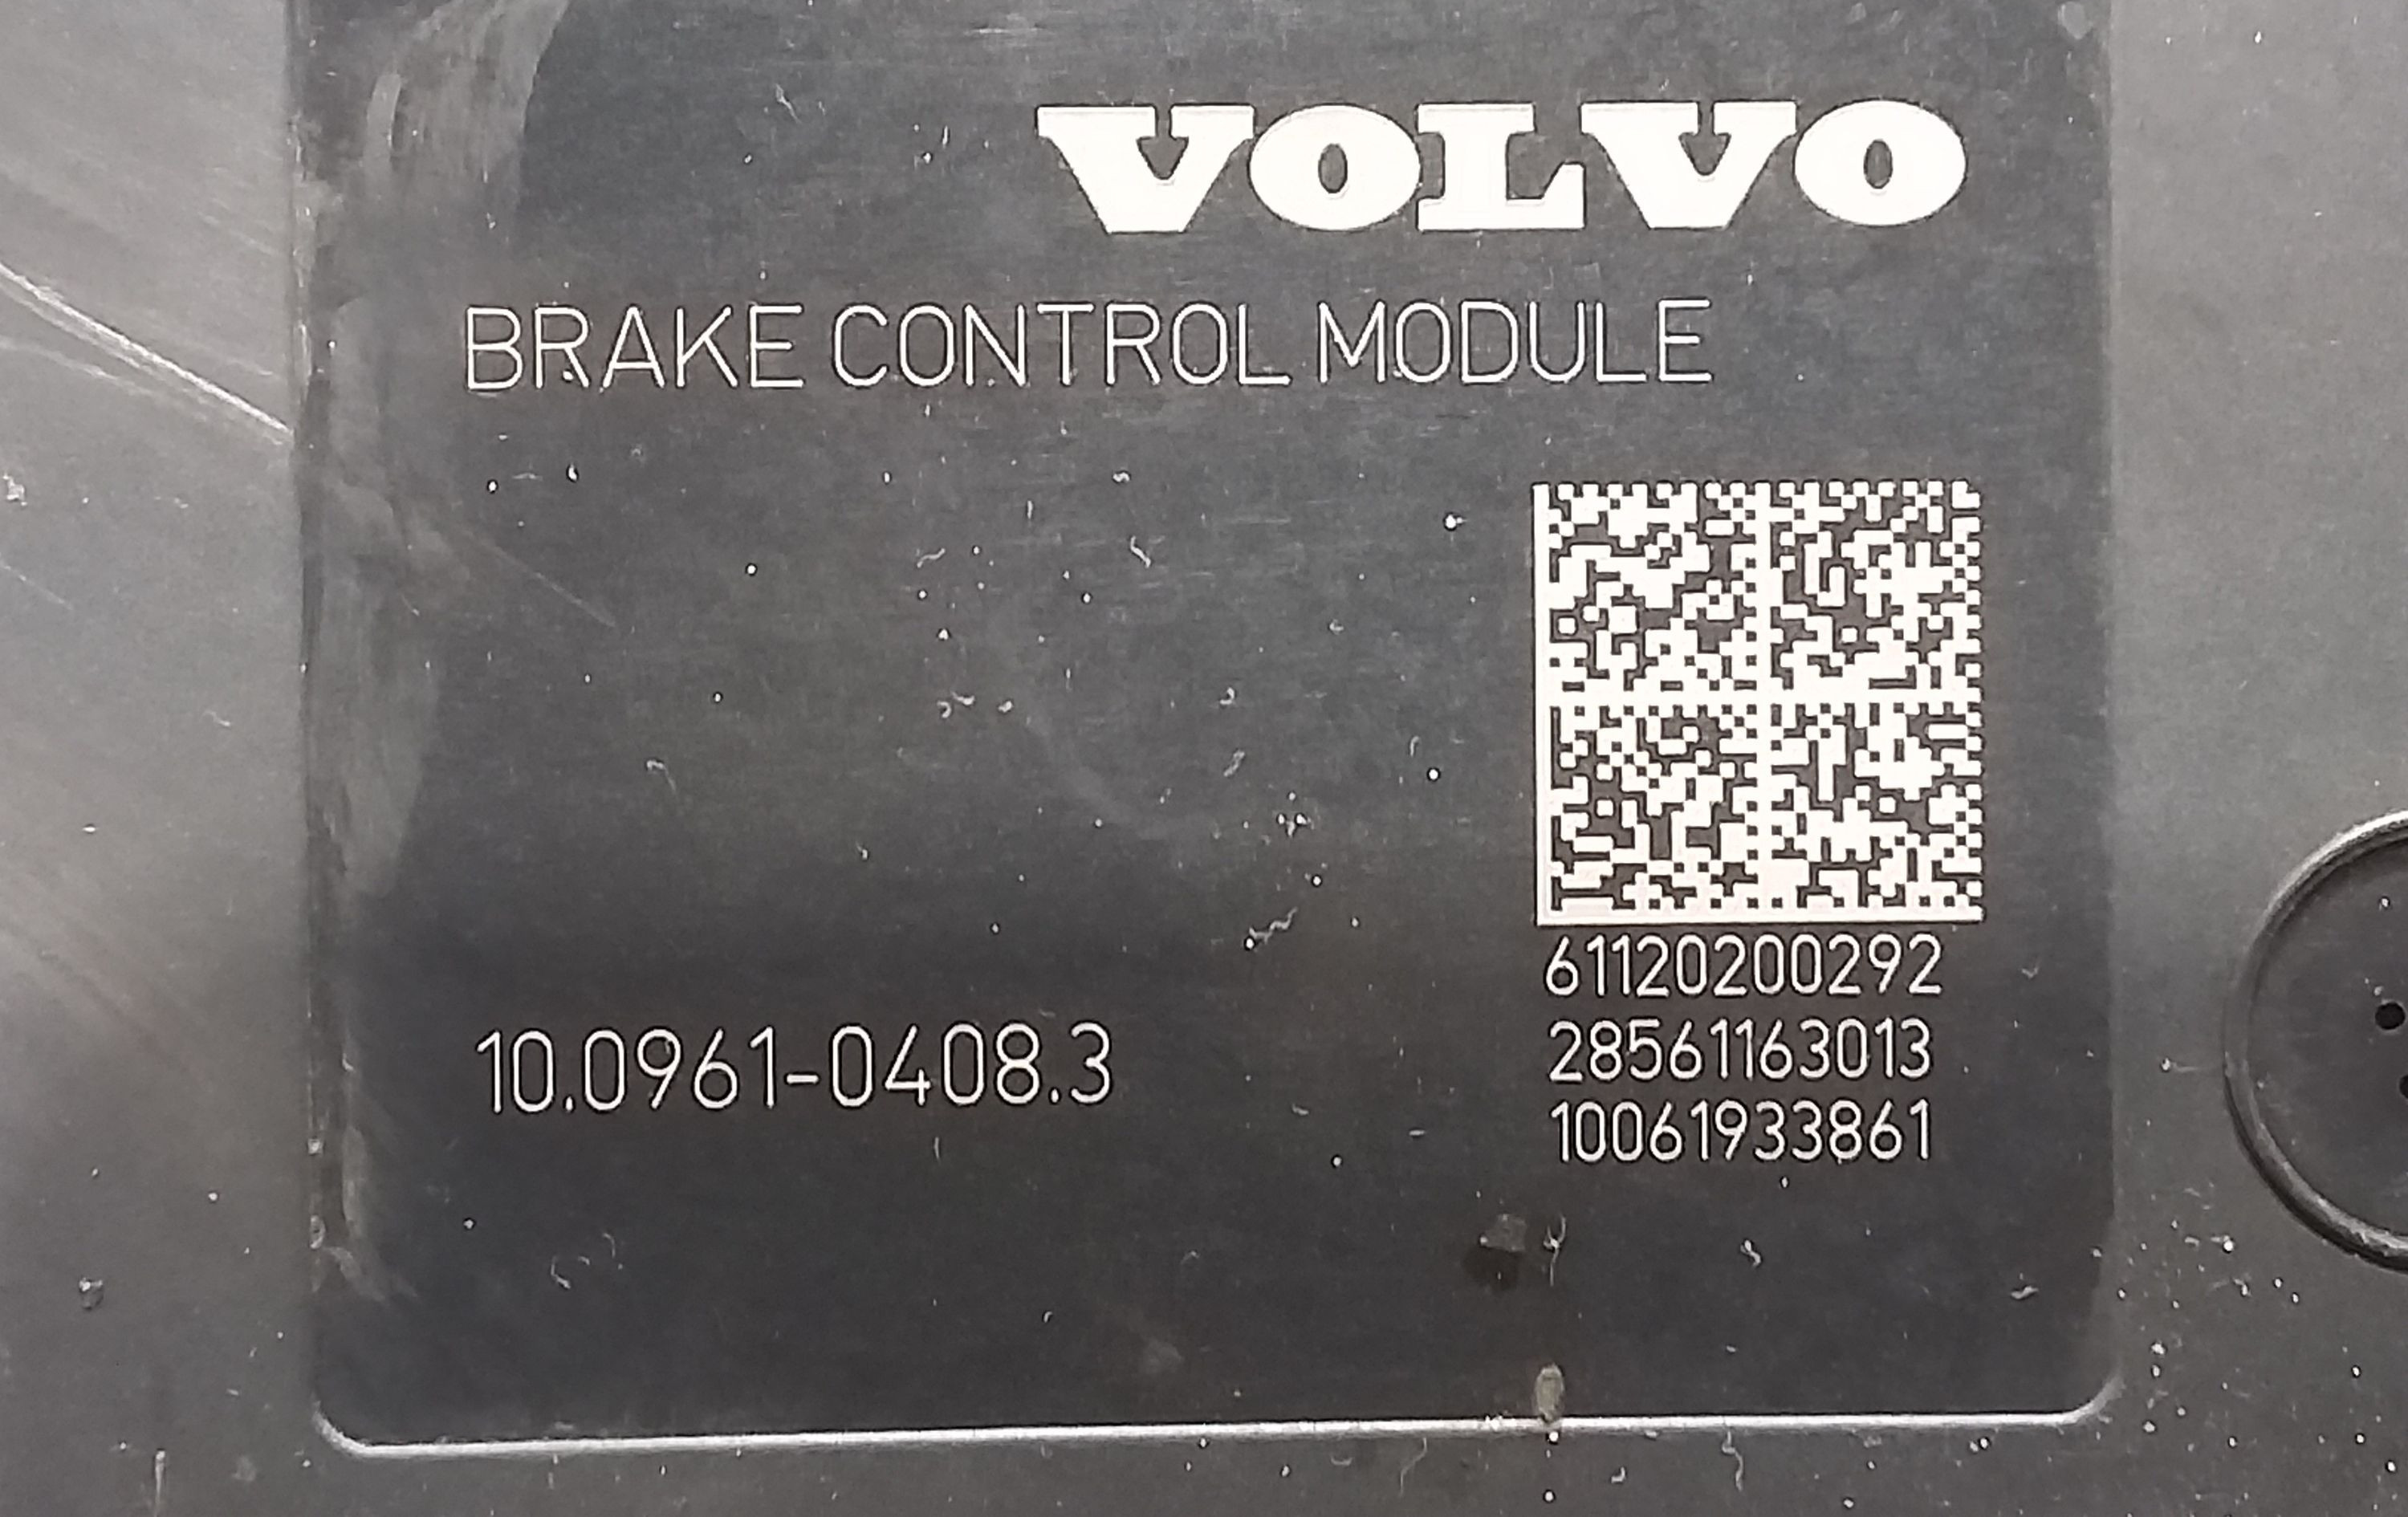 VOLVO
BRAKE CONTROL MODULE
61120200292
28561163013
10061933861
10.0961-0408.3